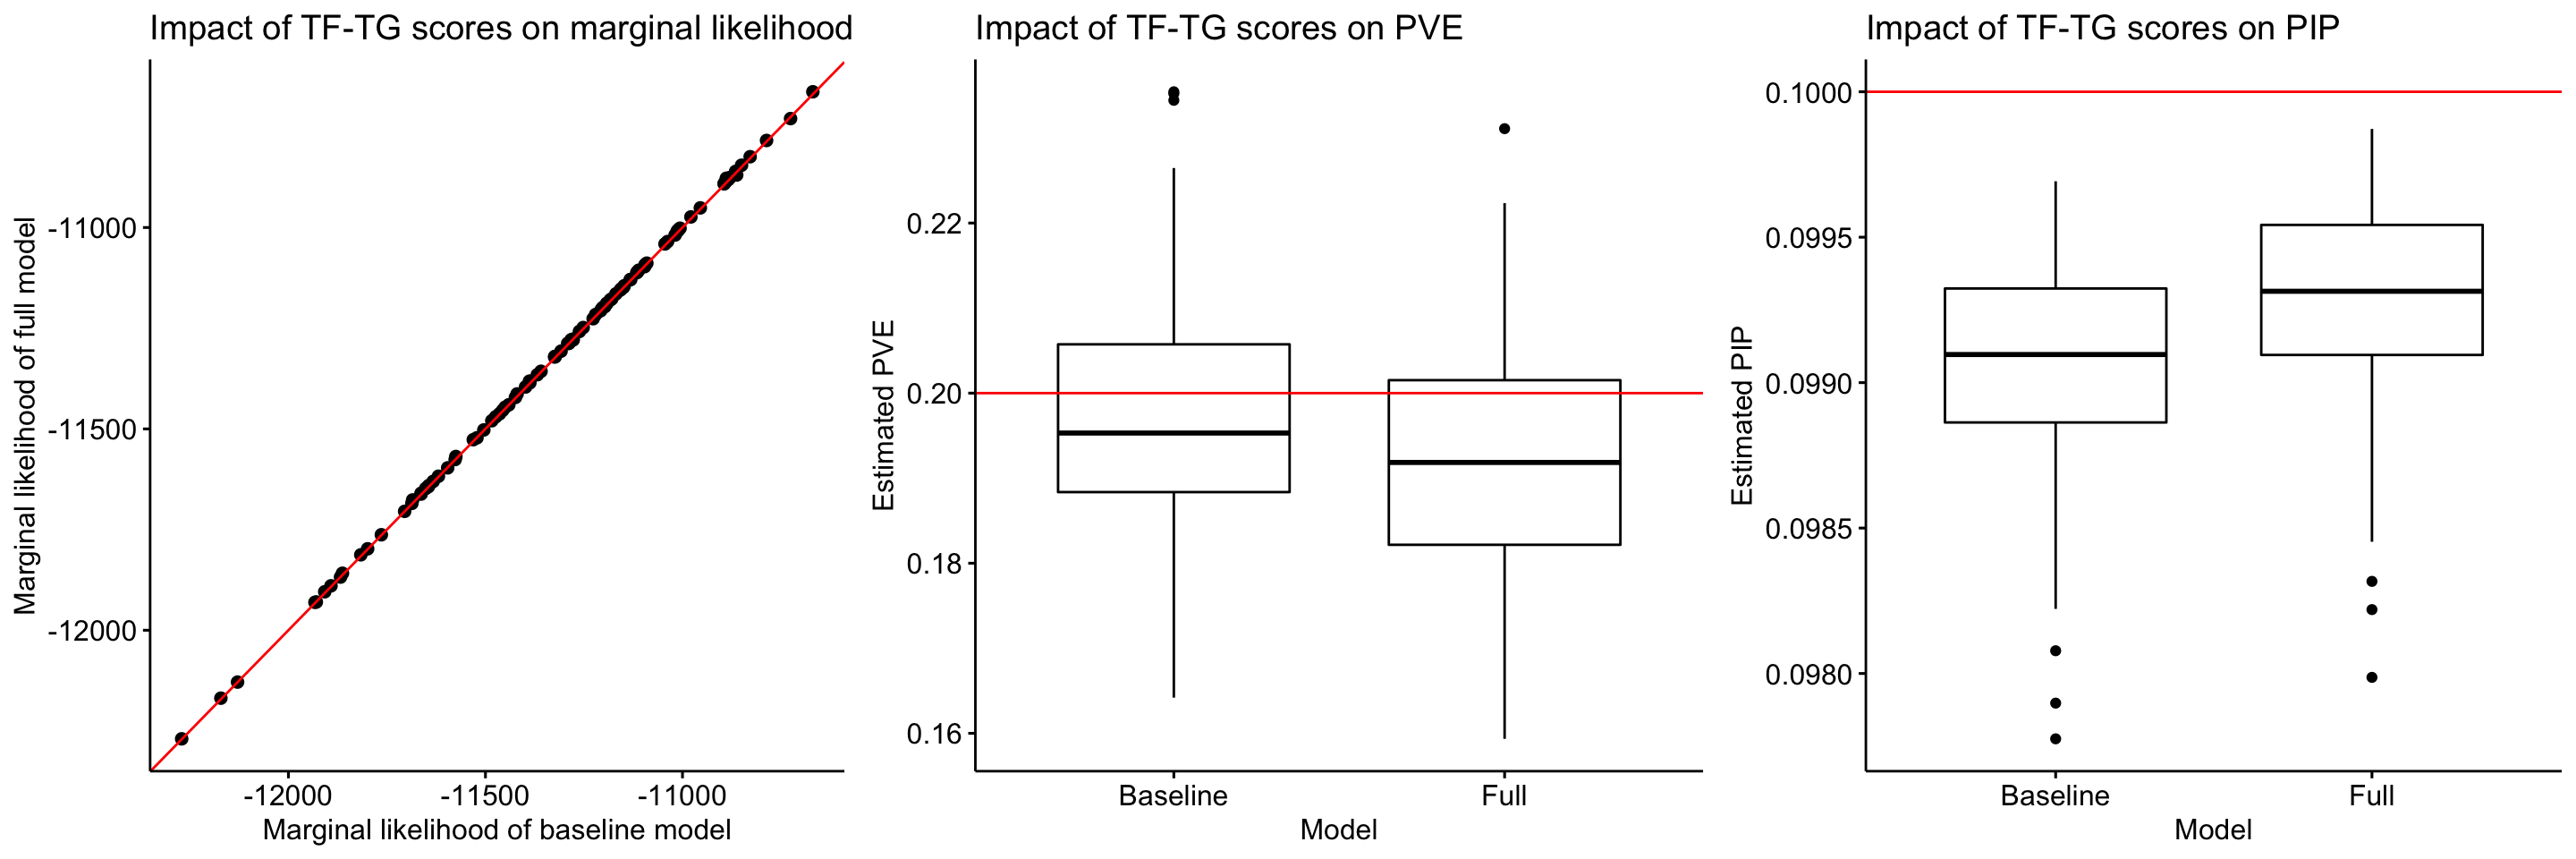 Impact of TF-TG scores on marginal likelihood
Marginal likelihood of full model
-11000
-11500
-12000
-12000
-11500
-11000
Marginal likelihood of baseline model
Impact of TF-TG scores on PVE
Estimated PVE
0.22
0.20
0.18
0.16
Baseline
Full
Model
Impact of TF-TG scores on PIP
Estimated PIP
0.1000
0.0995
0.0990
0.0985
0.0980
Baseline
Full
Model